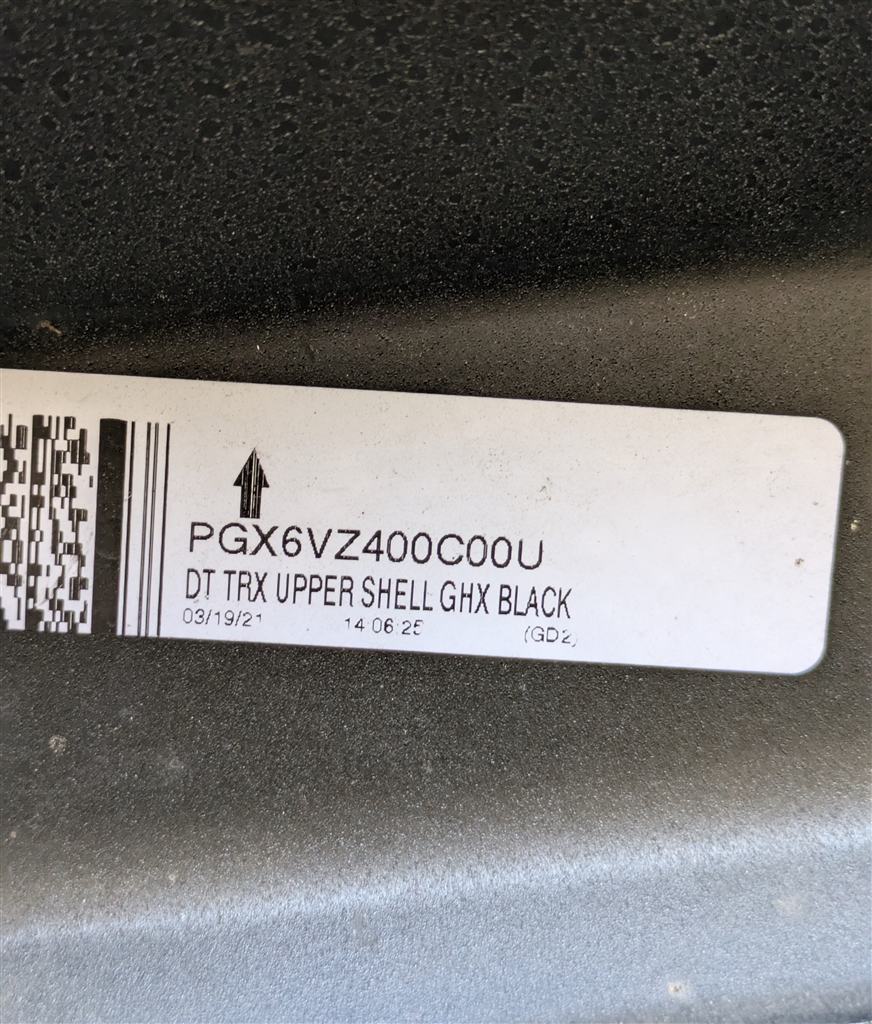 PGX6VZ400C00U
DT TRX UPPER SHELL GHX BLACK
03/19/21 14:06:25 (GD2)